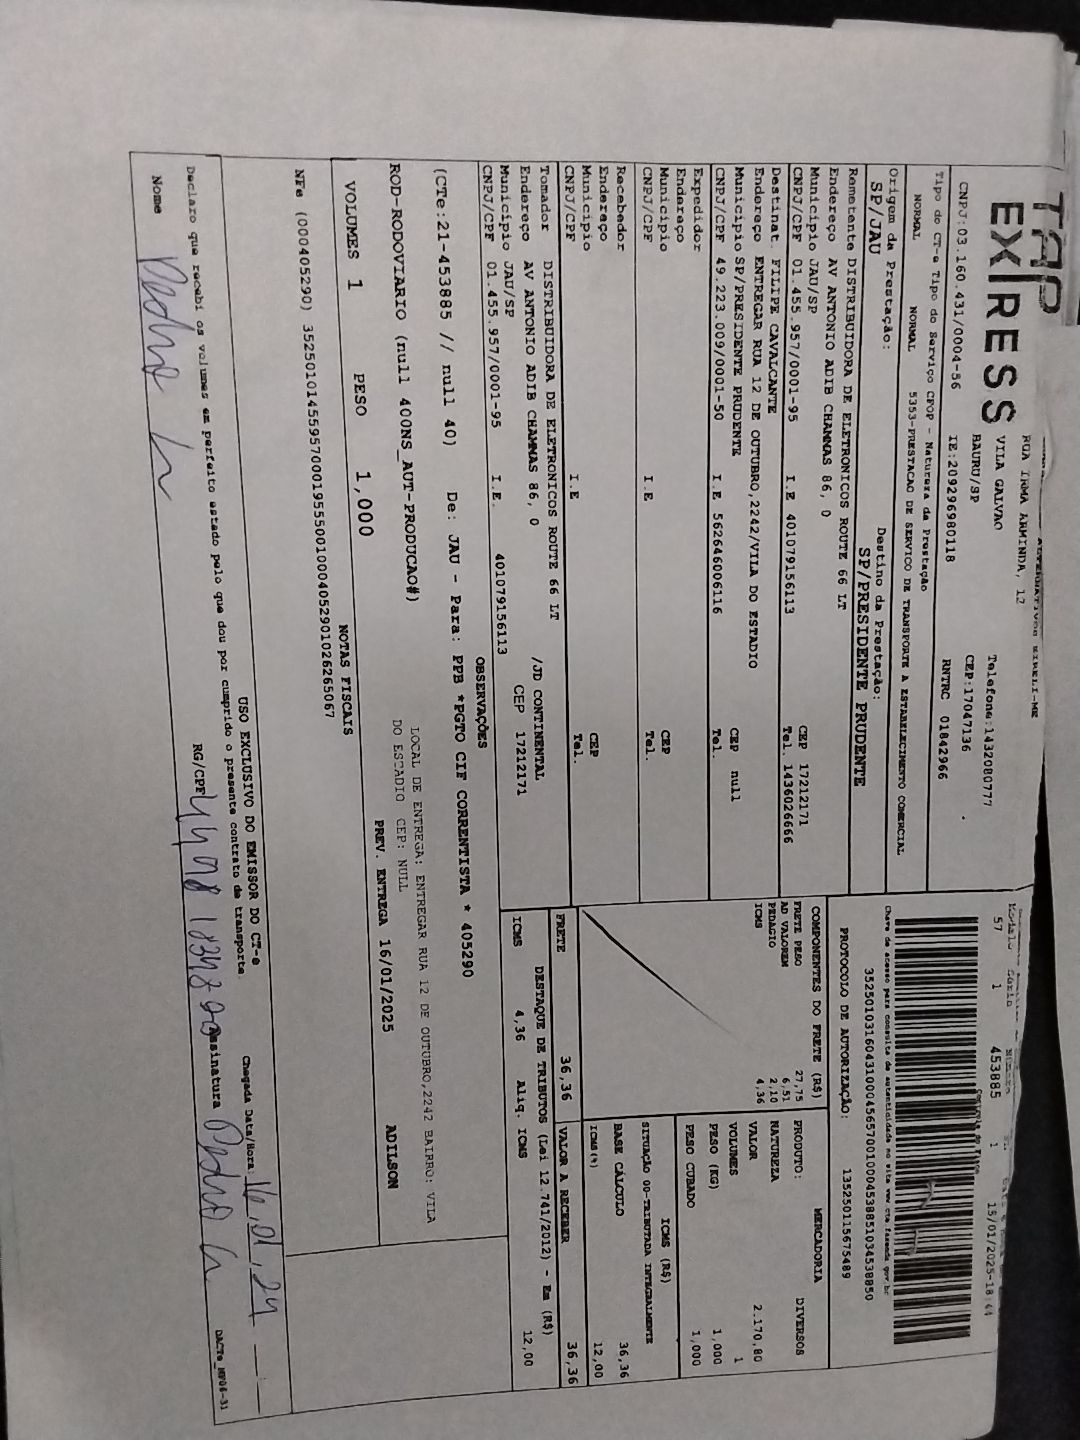 TAP
EXPRESS
RUA IRMA ARMINDA, 12
VILA GALVAO
BAURU/SP
Telefone:1432080777
CEP:17047136
CNPJ:03.160.431/0004-56
IE:209296980118
RNTRC 01842966
Tipo do CT-e Tipo do Serviço CFOP - Natureza da Prestação
NORMAL NORMAL 5353-PRESTACAO DE SERVICO DE TRANSPORTE A ESTABELECIMENTO COMERCIAL
Origem da Prestação:
SP/JAU
Destino da Prestação:
SP/PRESIDENTE PRUDENTE
Remetente DISTRIBUIDORA DE ELETRONICOS ROUTE 66 LT
Endereço AV ANTONIO ADIB CHAMMAS 86, 0
Municipio JAU/SP CEP 17212171
CNPJ/CPF 01.455.957/0001-95 I.E 401079156113 Tel. 1436026666
Destinat. FILIPE CAVALCANTE
Endereço ENTREGAR RUA 12 DE OUTUBRO,2242/VILA DO ESTADIO
Municipio SP/PRESIDENTE PRUDENTE CEP null
CNPJ/CPF 49.223.009/0001-50 I.E 562646006116 Tel.
Expedidor
Endereço
Municipio CEP
CNPJ/CPF I.E Tel.
Recebedor
Endereço
Municipio CEP
CNPJ/CPF I.E Tel.
Tomador DISTRIBUIDORA DE ELETRONICOS ROUTE 66 LT
Endereço AV ANTONIO ADIB CHAMMAS 86, 0 /JD CONTINENTAL
Municipio JAU/SP CEP 17212171
CNPJ/CPF 01.455.957/0001-95 I.E. 401079156113
57 1 453885 1 15/01/2025-18:44
Chave de acesso para consulta de autenticidade no site www.cte.fazenda.gov.br
35250103160431000456570010004538851034538850
PROTOCOLO DE AUTORIZAÇÃO: 135250115675489
COMPONENTES DO FRETE (R$)
FRETE PESO 27,75
AD VALOREM 6,51
PEDAGIO 2,10
ICMS 4,36
MERCADORIA
PRODUTO: DIVERSOS
NATUREZA
VALOR 2.170,80
VOLUMES 1
PESO (KG) 1,000
PESO CUBADO 1,000
ICMS (R$)
SITUAÇÃO 00-TRIBUTADA INTEGRALMENTE
BASE CÁLCULO 36,36
ICMS(%) 12,00
FRETE 36,36 VALOR A RECEBER 36,36
DESTAQUE DE TRIBUTOS (Lei 12.741/2012) - Em (R$)
ICMS 4,36 Aliq. ICMS 12,00
OBSERVAÇÕES
(CTe:21-453885 // null 40) De: JAU - Para: PPB *PGTO CIF CORRENTISTA * 405290
LOCAL DE ENTREGA: ENTREGAR RUA 12 DE OUTUBRO,2242 BAIRRO: VILA
DO ESTADIO CEP: NULL
ROD-RODOVIARIO (null 400NS_AUT-PRODUCAO#)
PREV. ENTREGA 16/01/2025 ADILSON
VOLUMES 1 PESO 1,000
NOTAS FISCAIS
NFe (000405290) 35250101455957000195550010004052901026265067
USO EXCLUSIVO DO EMISSOR DO CT-e
Declaro que recebi os volumes em perfeito estado pelo que dou por cumprido o presente contrato de transporte
Chegada Data/Hora: 16,01,24
Nome Pedro
RG/CPF
Assinatura Pedro
DACTe_NF06-31